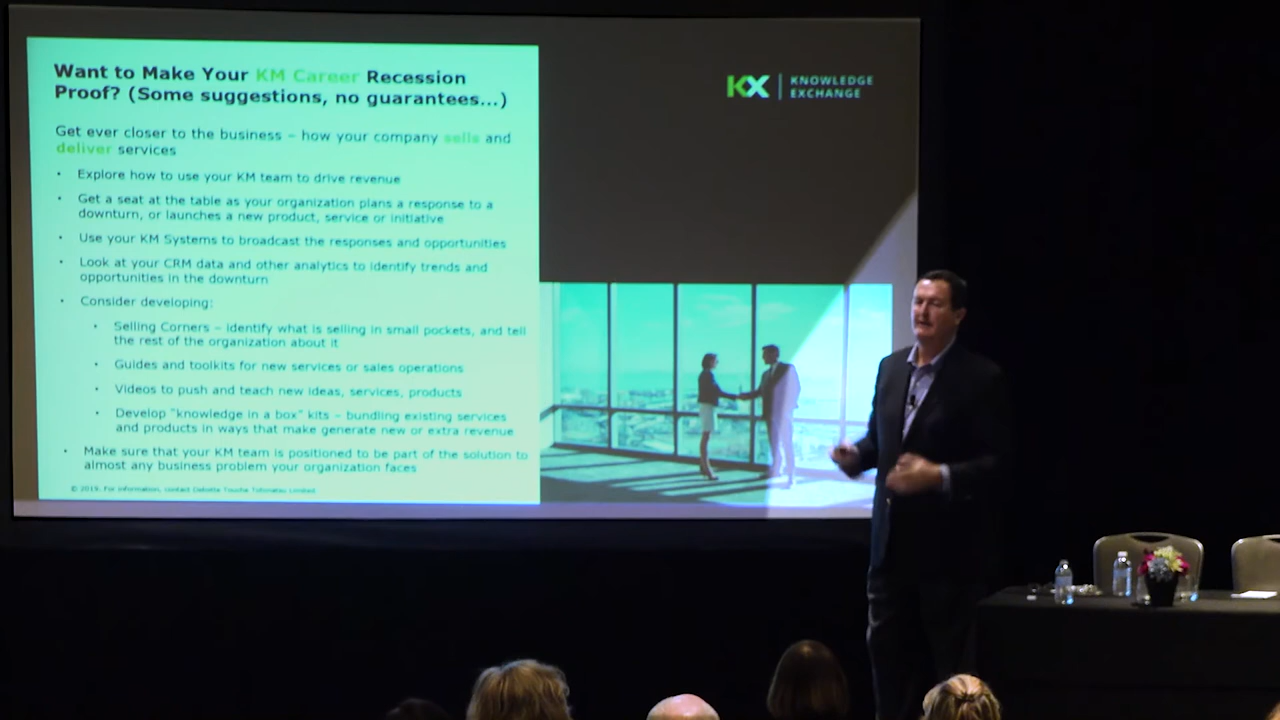 Want to Make Your KM Career Recession
Proof? (Some suggestions, no guarantees...)
Get ever closer to the business – how your company sells and
deliver services
• Explore how to use your KM team to drive revenue
• Get a seat at the table as your organization plans a response to a
downturn, or launches a new product, service or initiative
• Use your KM Systems to broadcast the responses and opportunities
• Look at your CRM data and other analytics to identify trends and
opportunities in the downturn
• Consider developing:
• Selling Corners – identify what is selling in small pockets, and tell
the rest of the organization about it
• Guides and toolkits for new services or sales operations
• Videos to push and teach new ideas, services, products
• Develop "knowledge in a box" kits – bundling existing services
and products in ways that make generate new or extra revenue
• Make sure that your KM team is positioned to be part of the solution to
almost any business problem your organization faces
© 2019. For information, contact Deloitte Touche Tohmatsu Limited
KX | KNOWLEDGE
EXCHANGE